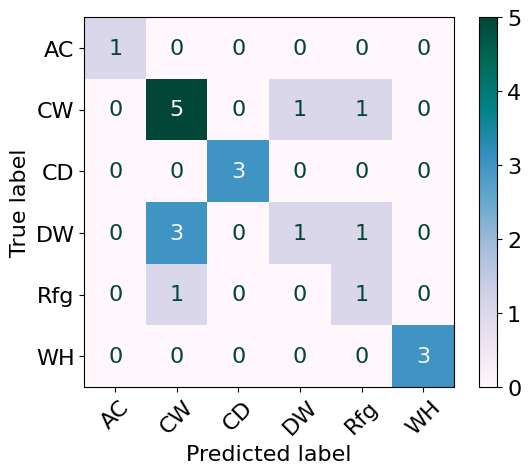 AC 1 0 0 0 0 0
CW 0 5 0 1 1 0
CD 0 0 3 0 0 0
DW 0 3 0 1 1 0
Rfg 0 1 0 0 1 0
WH 0 0 0 0 0 3
AC CW CD DW Rfg WH
Predicted label
True label
5
4
3
2
1
0